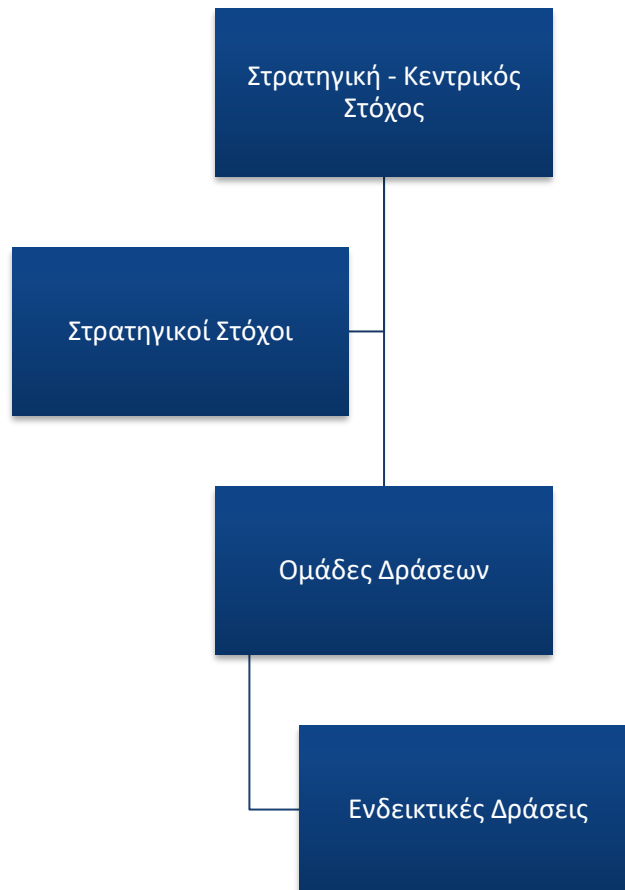 Στρατηγική - Κεντρικός
Στόχος
Στρατηγικοί Στόχοι
Ομάδες Δράσεων
Ενδεικτικές Δράσεις